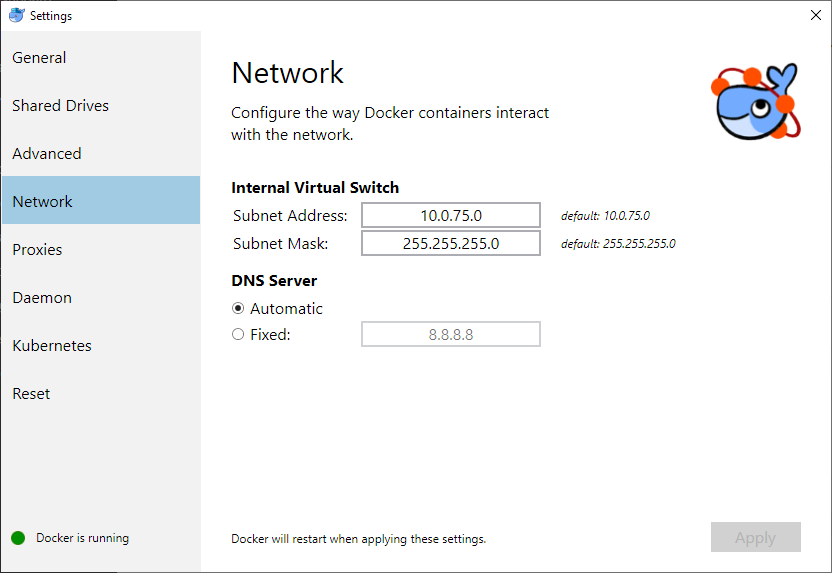 Settings
General
Shared Drives
Advanced
Network
Proxies
Daemon
Kubernetes
Reset
Docker is running
Network
Configure the way Docker containers interact
with the network.
Internal Virtual Switch
Subnet Address: 10.0.75.0 default: 10.0.75.0
Subnet Mask: 255.255.255.0 default: 255.255.255.0
DNS Server
Automatic
Fixed: 8.8.8.8
Docker will restart when applying these settings.
Apply